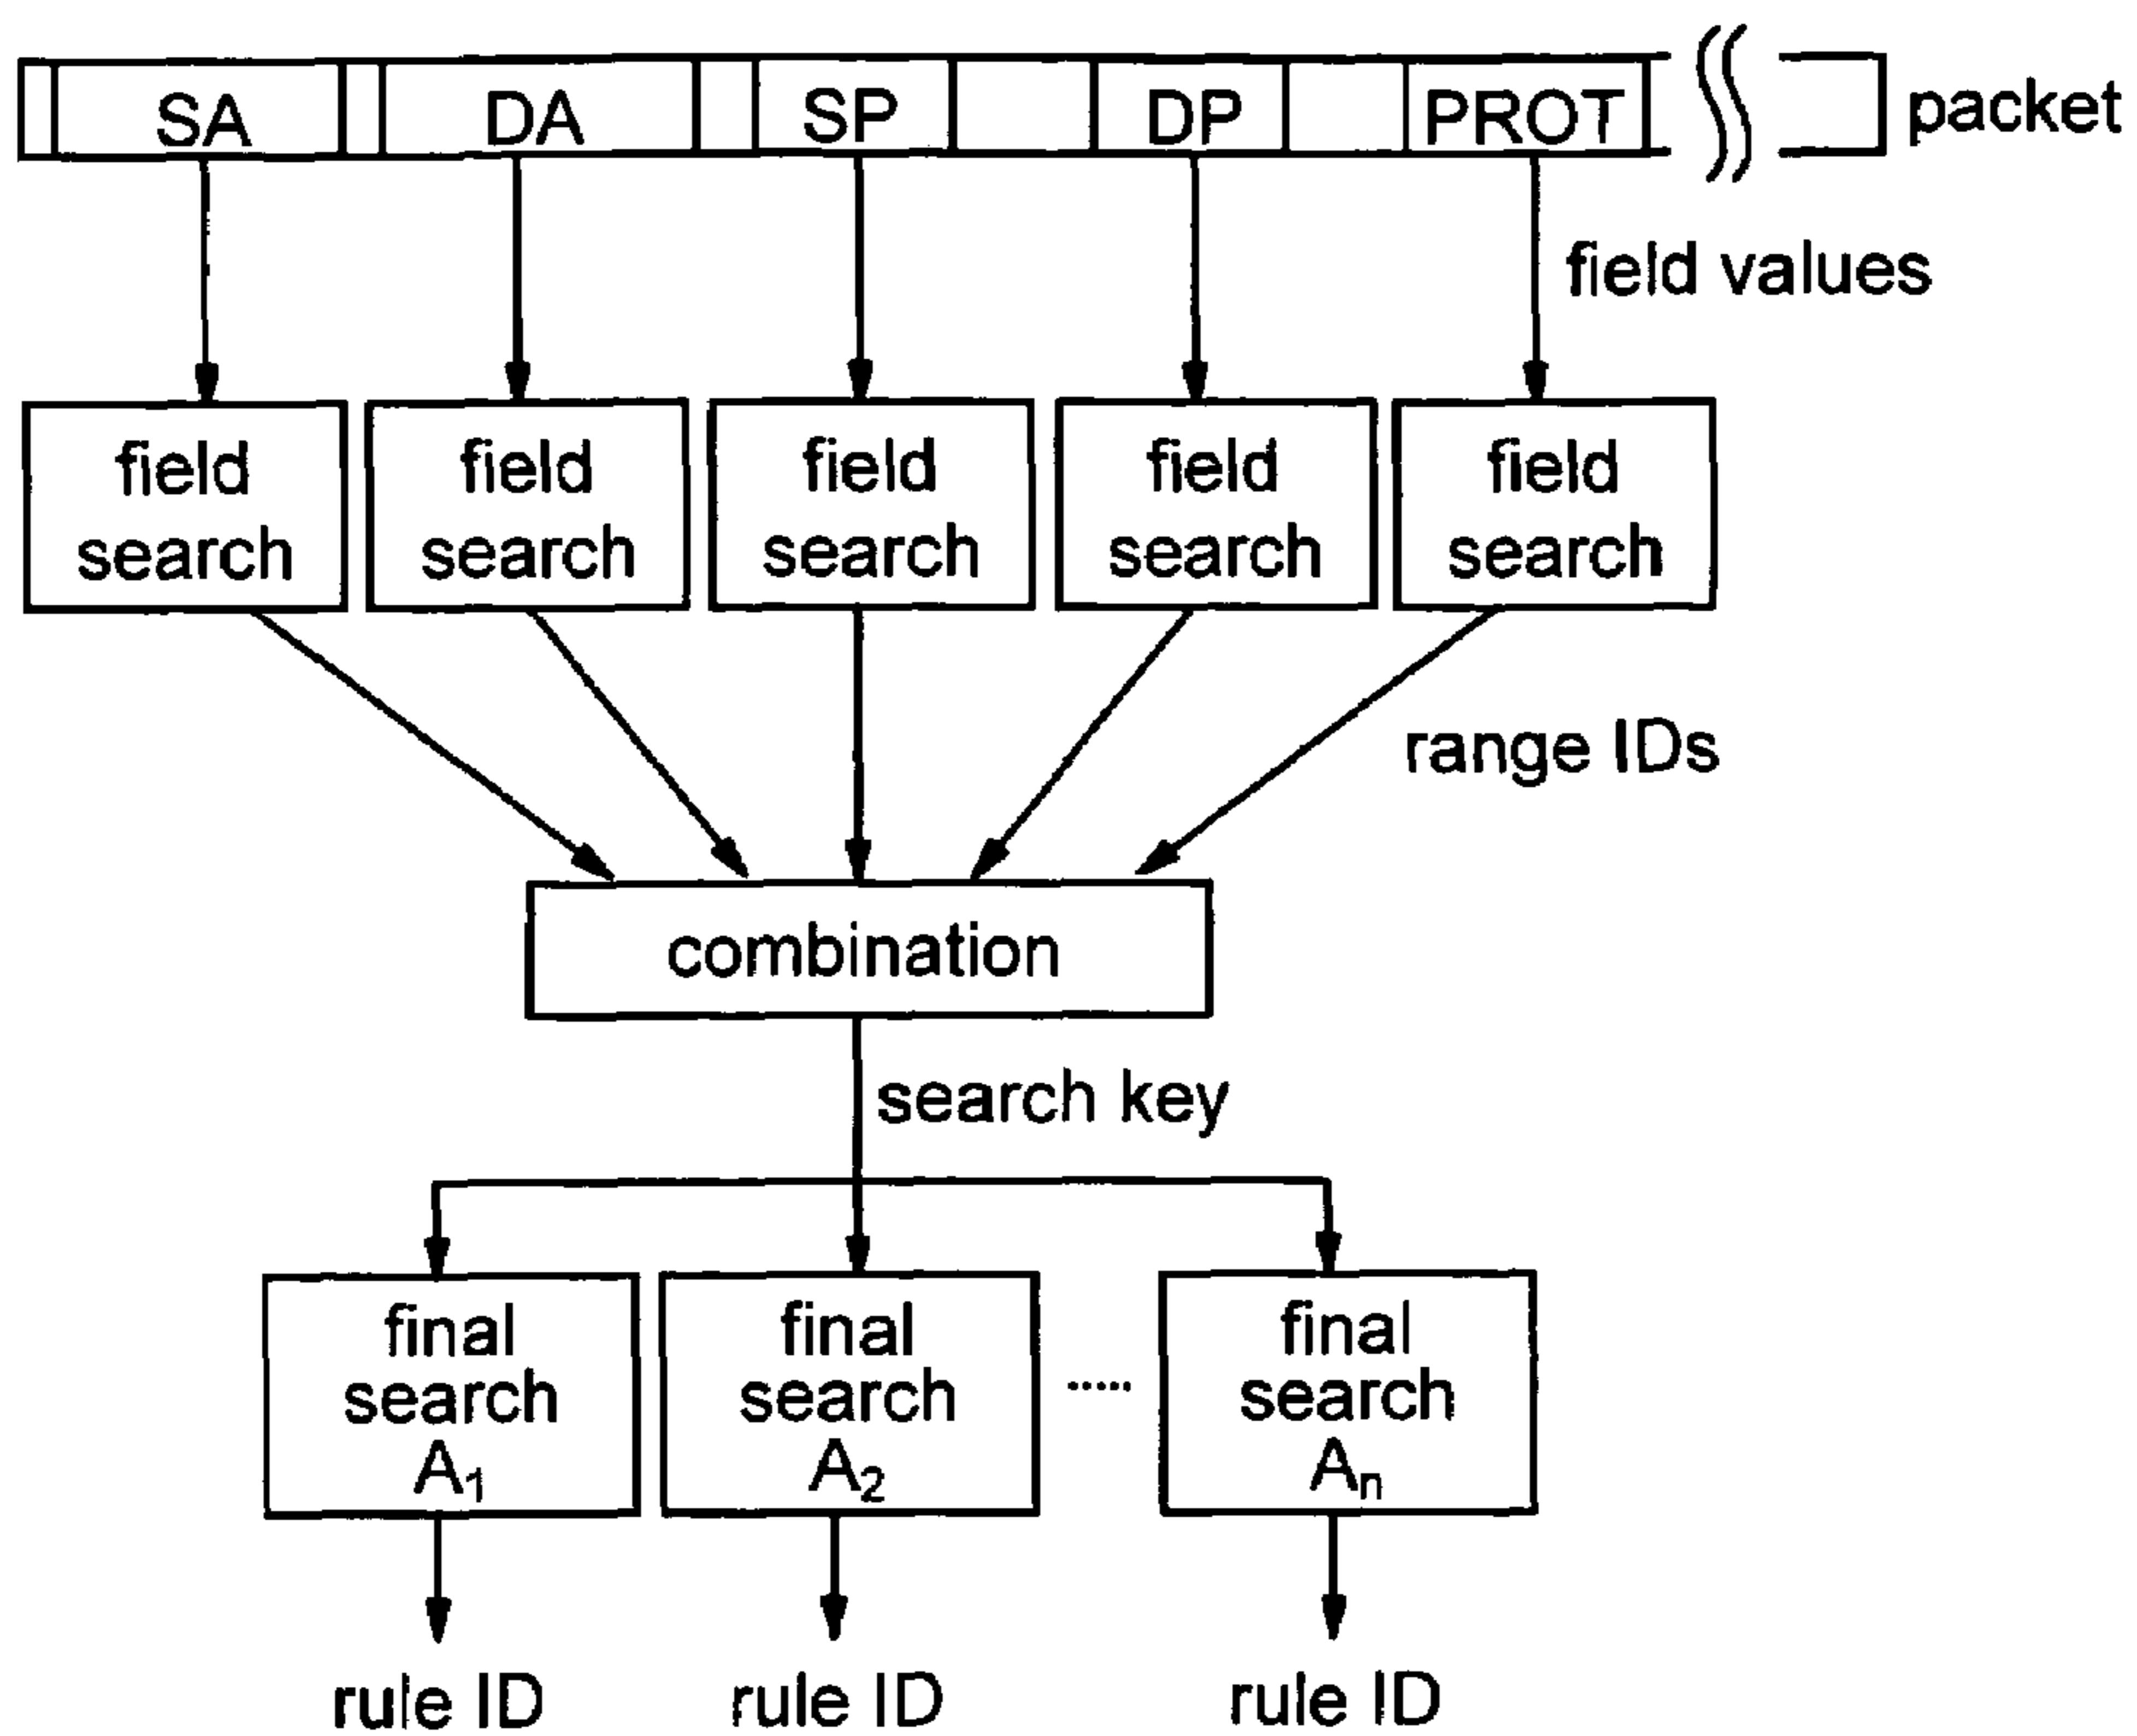 SA DA SP DP PROT packet
field values
field search
field search
field search
field search
field search
range IDs
combination
search key
final
search
A1
final
search
A2
.....
final
search
An
rule ID
rule ID
rule ID